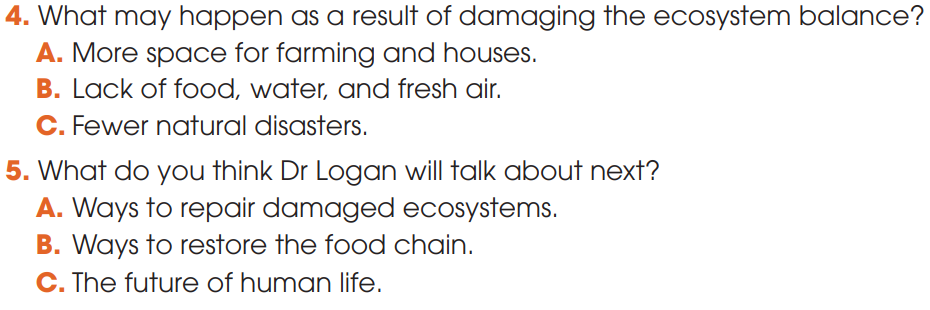 4. What may happen as a result of damaging the ecosystem balance?
A. More space for farming and houses.
B. Lack of food, water, and fresh air.
C. Fewer natural disasters.
5. What do you think Dr Logan will talk about next?
A. Ways to repair damaged ecosystems.
B. Ways to restore the food chain.
C. The future of human life.